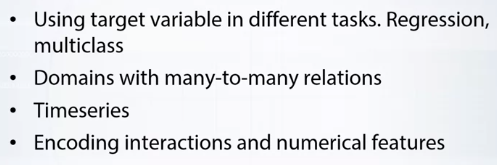 • Using target variable in different tasks. Regression,
multiclass
• Domains with many-to-many relations
• Timeseries
• Encoding interactions and numerical features